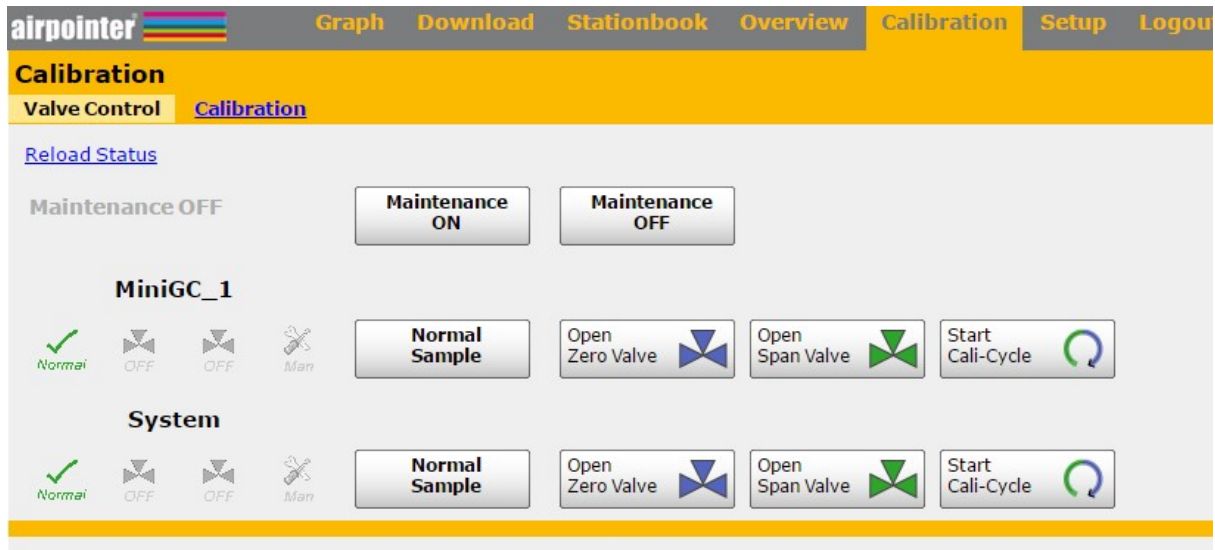 airpointer Graph Download Stationbook Overview Calibration Setup Logou
Calibration
Valve Control Calibration
Reload Status
Maintenance OFF
Maintenance
ON
Maintenance
OFF
MiniGC_1
Normal OFF OFF Man
Normal
Sample
Open
Zero Valve
Open
Span Valve
Start
Cali-Cycle
System
Normal OFF OFF Man
Normal
Sample
Open
Zero Valve
Open
Span Valve
Start
Cali-Cycle